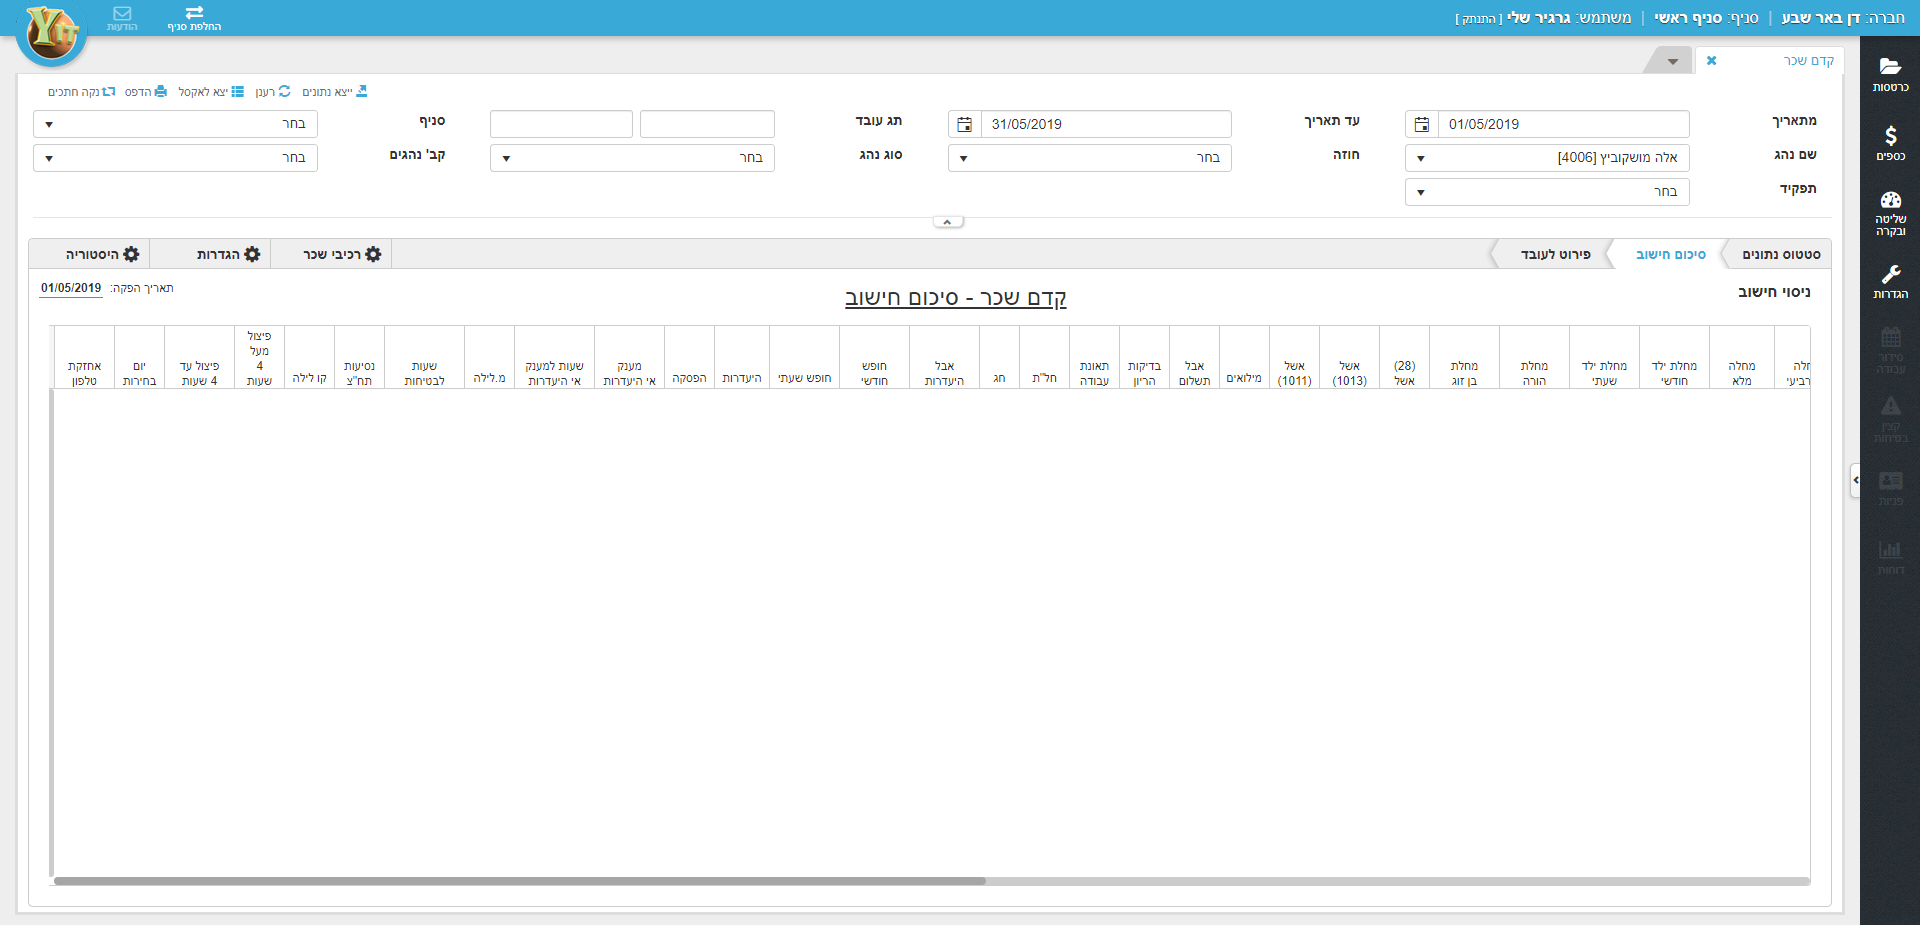 חברה: דן באר שבע | סניף: סניף ראשי | משתמש: גרגיר שלי [ התנתק ]
החלפת סניף
הודעות
YIT
כרטסות
כספים
שליטה
ובקרה
הגדרות
סידורי
עבודה
קצין
בטיחות
פניות
דוחות
קדם שכר
ייצא נתונים רענן יצא לאקסל הדפס נקה חתכים
מתאריך 01/05/2019 עד תאריך 31/05/2019 תג עובד סניף בחר
שם נהג אלה מושקוביץ [4006] חוזה בחר סוג נהג בחר קב' נהגים בחר
תפקיד בחר
סטטוס נתונים סיכום חישוב פירוט לעובד רכיבי שכר הגדרות היסטוריה
ניסוי חישוב
קדם שכר - סיכום חישוב
תאריך הפקה: 01/05/2019
חלה
רביעי
מחלה
מלא
מחלת ילד
חודשי
מחלת ילד
שעתי
מחלת
הורה
מחלת
בן זוג
(28)
אשל
אשל
(1013)
אשל
(1011)
מילואים
אבל
תשלום
בדיקות
הריון
תאונת
עבודה
חל"ת
חג
אבל
היעדרות
חופש
חודשי
חופש שעתי
היעדרות
הפסקה
מענק
אי היעדרות
שעות למענק
אי היעדרות
מ.לילה
שעות
לבטיחות
נסיעות
תח"צ
קו לילה
פיצול
מעל
4
שעות
פיצול עד
4 שעות
יום
בחירות
אחזקת
טלפון